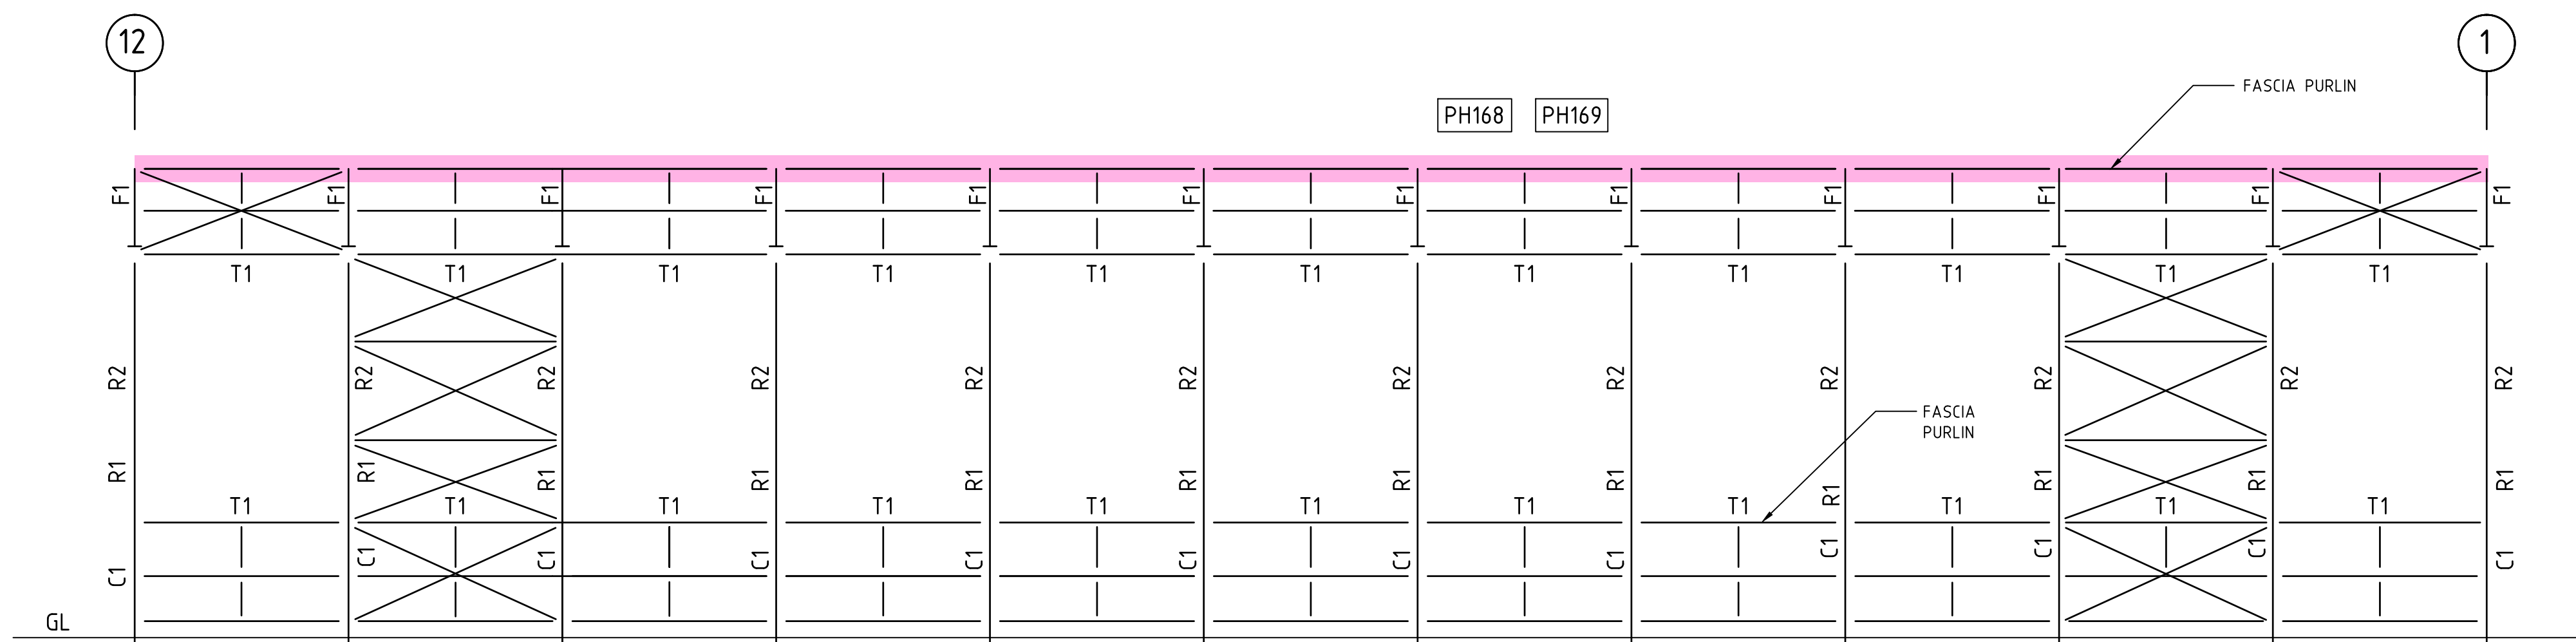 12
1
FASCIA PURLIN
PH168 PH169
F1 F1 F1 F1 F1 F1 F1 F1 F1 F1 F1 F1
T1 T1 T1 T1 T1 T1 T1 T1 T1 T1 T1
R2 R2 R2 R2 R2 R2 R2 R2 R2 R2 R2 R2
FASCIA
PURLIN
R1 R1 R1 R1 R1 R1 R1 R1 R1 R1 R1 R1
T1 T1 T1 T1 T1 T1 T1 T1 T1 T1 T1
C1 C1 C1 C1 C1 C1 C1 C1 C1 C1 C1 C1
GL